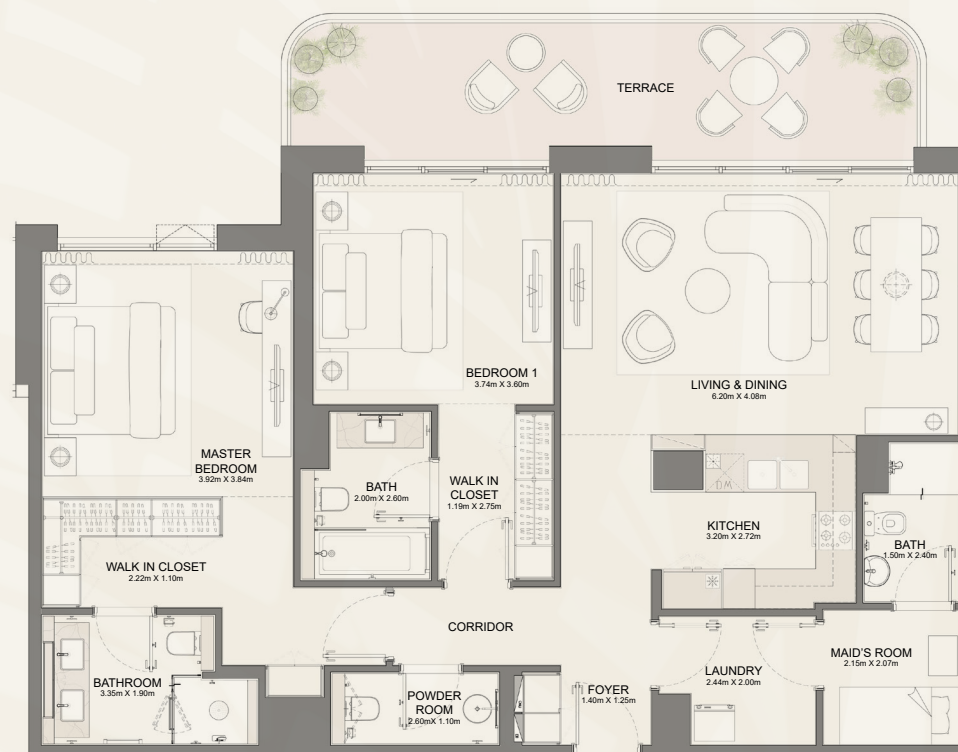 TERRACE
BEDROOM 1
3.74m X 3.60m
LIVING & DINING
6.20m X 4.08m
MASTER
BEDROOM
3.92m X 3.84m
BATH
2.00m X 2.60m
WALK IN
CLOSET
1.19m X 2.75m
DW
KITCHEN
3.20m X 2.72m
BATH
1.50m X 2.40m
WALK IN CLOSET
2.22m X 1.10m
CORRIDOR
BATHROOM
3.35m X 1.90m
POWDER
ROOM
2.60mX 1.10m
FOYER
1.40m X 1.25m
LAUNDRY
2.44m X 2.00m
MAID'S ROOM
2.15m X 2.07m